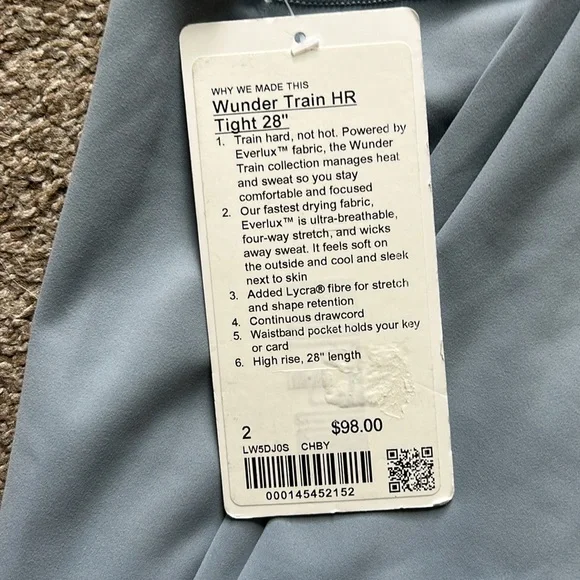 WHY WE MADE THIS
Wunder Train HR
Tight 28"
1. Train hard, not hot. Powered by
Everlux™ fabric, the Wunder
Train collection manages heat
and sweat so you stay
comfortable and focused
2. Our fastest drying fabric,
Everlux™ is ultra-breathable,
four-way stretch, and wicks
away sweat. It feels soft on
the outside and cool and sleek
next to skin
3. Added Lycra® fibre for stretch
and shape retention
4. Continuous drawcord
5. Waistband pocket holds your key
or card
6. High rise, 28" length
2 $98.00
LW5DJ0S CHBY
000145452152